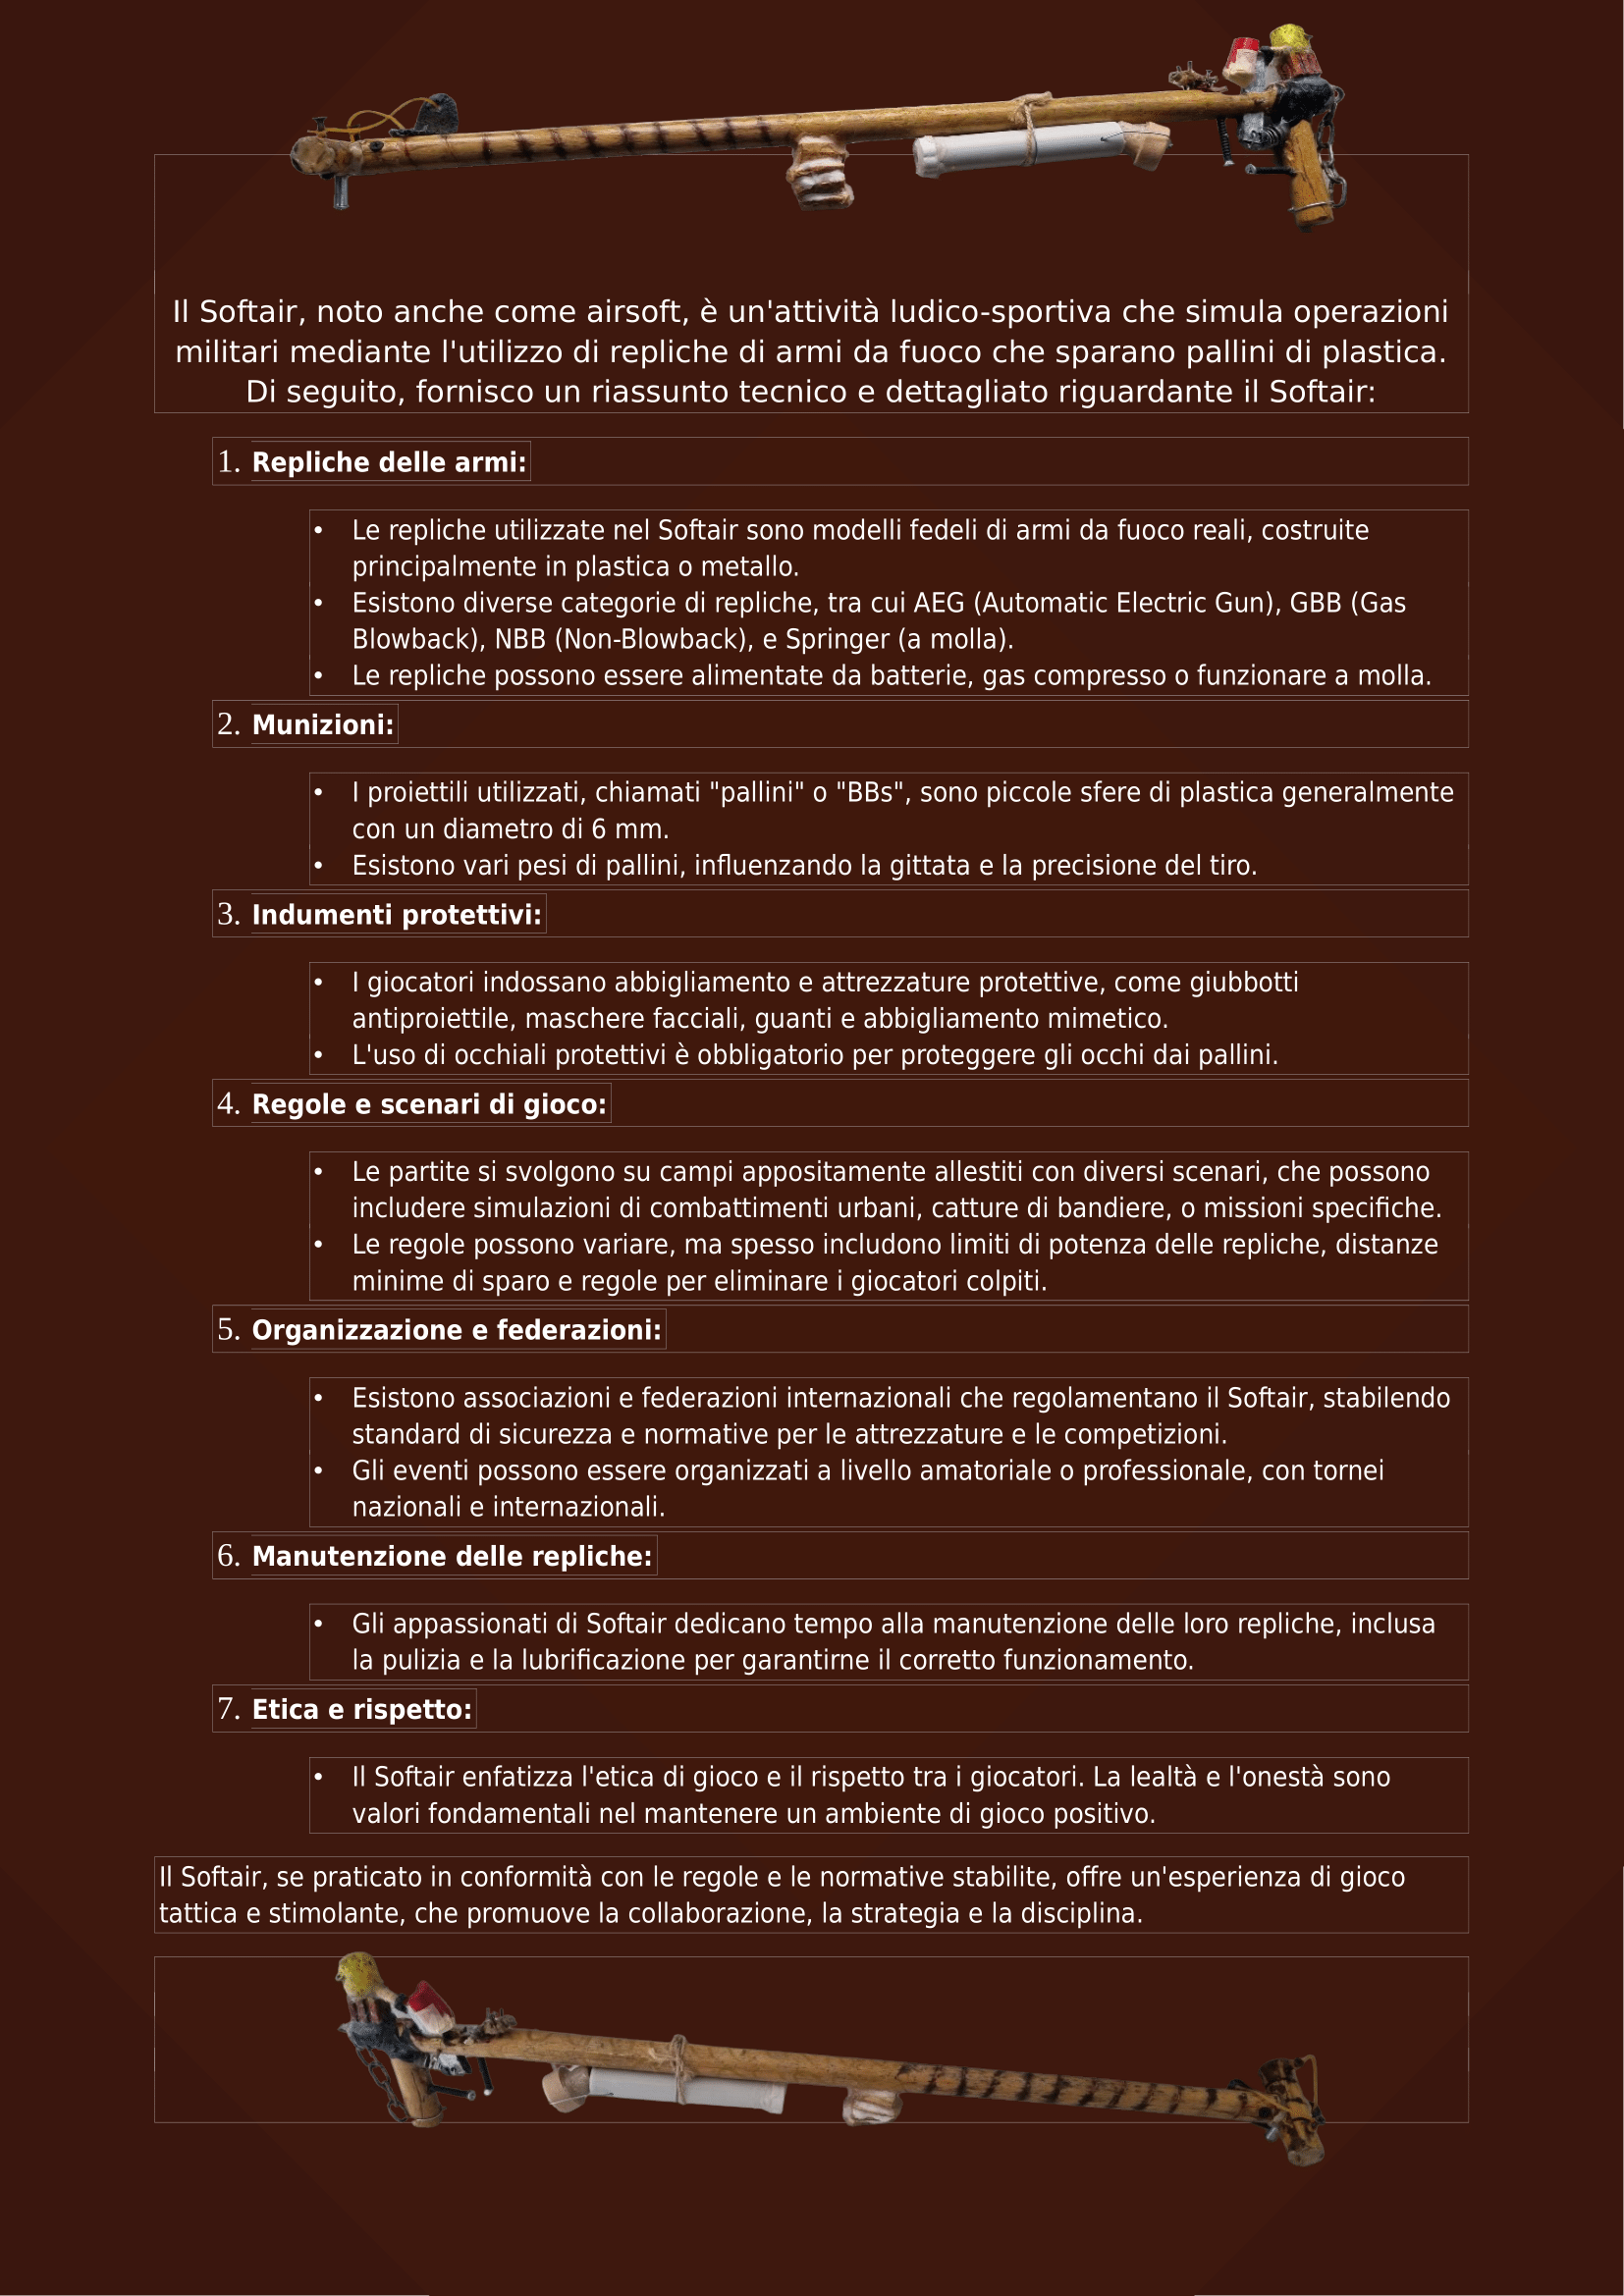 Il Softair, noto anche come airsoft, è un'attività ludico-sportiva che simula operazioni
militari mediante l'utilizzo di repliche di armi da fuoco che sparano pallini di plastica.
Di seguito, fornisco un riassunto tecnico e dettagliato riguardante il Softair:
1. Repliche delle armi:
• Le repliche utilizzate nel Softair sono modelli fedeli di armi da fuoco reali, costruite
principalmente in plastica o metallo.
• Esistono diverse categorie di repliche, tra cui AEG (Automatic Electric Gun), GBB (Gas
Blowback), NBB (Non-Blowback), e Springer (a molla).
• Le repliche possono essere alimentate da batterie, gas compresso o funzionare a molla.
2. Munizioni:
• I proiettili utilizzati, chiamati "pallini" o "BBs", sono piccole sfere di plastica generalmente
con un diametro di 6 mm.
• Esistono vari pesi di pallini, influenzando la gittata e la precisione del tiro.
3. Indumenti protettivi:
• I giocatori indossano abbigliamento e attrezzature protettive, come giubbotti
antiproiettile, maschere facciali, guanti e abbigliamento mimetico.
• L'uso di occhiali protettivi è obbligatorio per proteggere gli occhi dai pallini.
4. Regole e scenari di gioco:
• Le partite si svolgono su campi appositamente allestiti con diversi scenari, che possono
includere simulazioni di combattimenti urbani, catture di bandiere, o missioni specifiche.
• Le regole possono variare, ma spesso includono limiti di potenza delle repliche, distanze
minime di sparo e regole per eliminare i giocatori colpiti.
5. Organizzazione e federazioni:
• Esistono associazioni e federazioni internazionali che regolamentano il Softair, stabilendo
standard di sicurezza e normative per le attrezzature e le competizioni.
• Gli eventi possono essere organizzati a livello amatoriale o professionale, con tornei
nazionali e internazionali.
6. Manutenzione delle repliche:
• Gli appassionati di Softair dedicano tempo alla manutenzione delle loro repliche, inclusa
la pulizia e la lubrificazione per garantirne il corretto funzionamento.
7. Etica e rispetto:
• Il Softair enfatizza l'etica di gioco e il rispetto tra i giocatori. La lealtà e l'onestà sono
valori fondamentali nel mantenere un ambiente di gioco positivo.
Il Softair, se praticato in conformità con le regole e le normative stabilite, offre un'esperienza di gioco
tattica e stimolante, che promuove la collaborazione, la strategia e la disciplina.